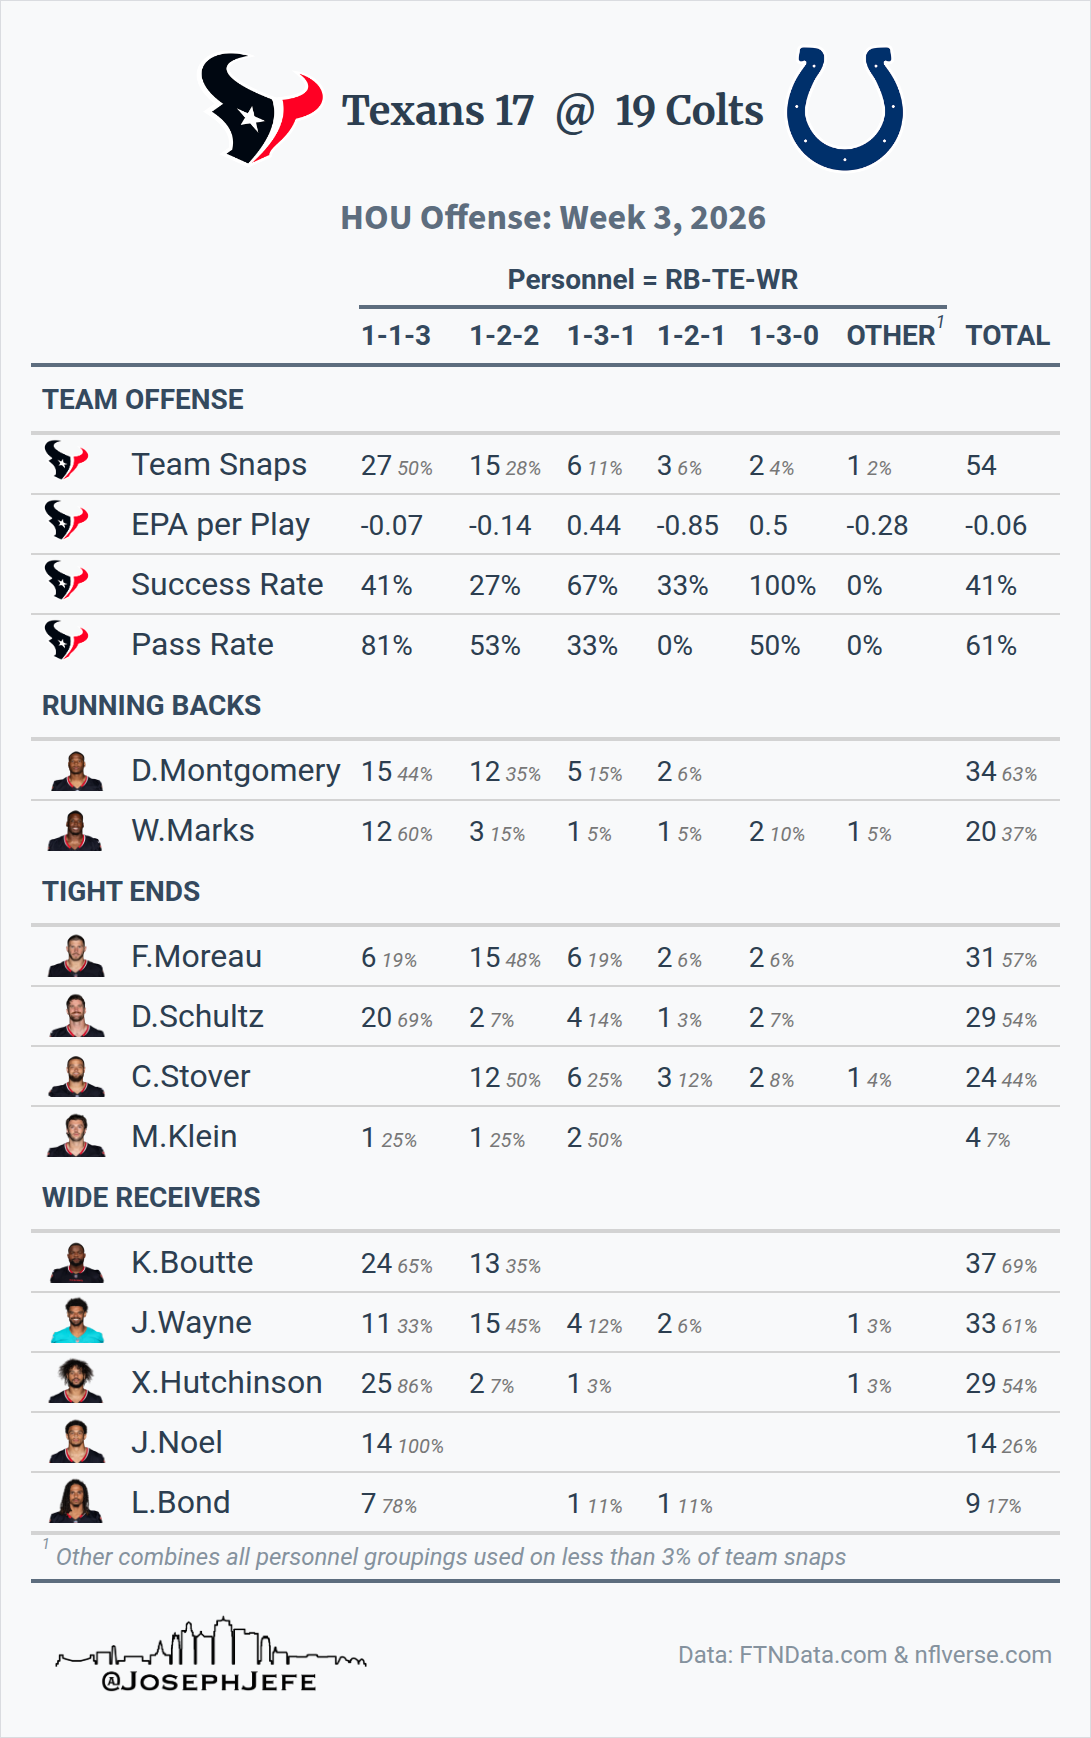 Texans 17 @ 19 Colts
HOU Offense: Week 3, 2026
Personnel = RB-TE-WR
1-1-3 1-2-2 1-3-1 1-2-1 1-3-0 OTHER 1 TOTAL
TEAM OFFENSE
Team Snaps 27 50% 15 28% 6 11% 3 6% 2 4% 1 2% 54
EPA per Play -0.07 -0.14 0.44 -0.85 0.5 -0.28 -0.06
Success Rate 41% 27% 67% 33% 100% 0% 41%
Pass Rate 81% 53% 33% 0% 50% 0% 61%
RUNNING BACKS
D.Montgomery 15 44% 12 35% 5 15% 2 6% 34 63%
W.Marks 12 60% 3 15% 1 5% 1 5% 2 10% 1 5% 20 37%
TIGHT ENDS
F.Moreau 6 19% 15 48% 6 19% 2 6% 2 6% 31 57%
D.Schultz 20 69% 2 7% 4 14% 1 3% 2 7% 29 54%
C.Stover 12 50% 6 25% 3 12% 2 8% 1 4% 24 44%
M.Klein 1 25% 1 25% 2 50% 4 7%
WIDE RECEIVERS
K.Boutte 24 65% 13 35% 37 69%
J.Wayne 11 33% 15 45% 4 12% 2 6% 1 3% 33 61%
X.Hutchinson 25 86% 2 7% 1 3% 1 3% 29 54%
J.Noel 14 100% 14 26%
L.Bond 7 78% 1 11% 1 11% 9 17%
1 Other combines all personnel groupings used on less than 3% of team snaps
@JOSEPHJEFE
Data: FTNData.com & nflverse.com